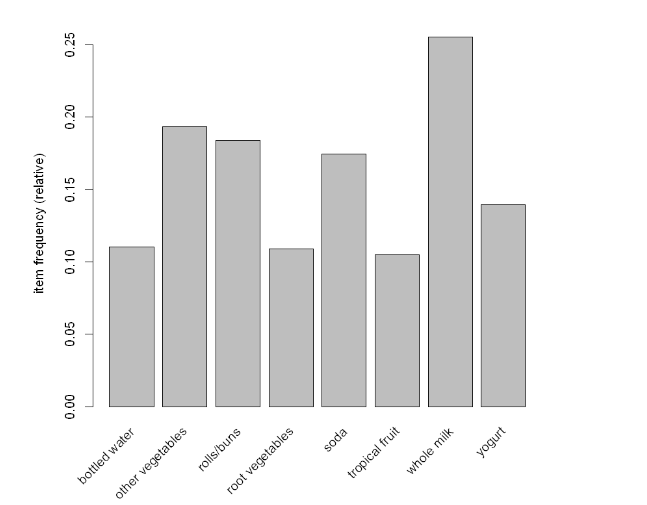 item frequency (relative)
0.25
0.20
0.15
0.10
0.05
0.00
bottled water
other vegetables
rolls/buns
root vegetables
soda
tropical fruit
whole milk
yogurt